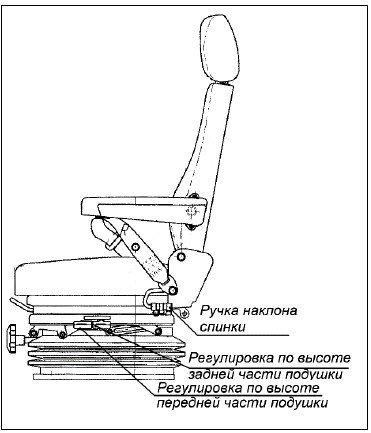 Ручка наклона
спинки
Регулировка по высоте
задней части подушки
Регулировка по высоте
передней части подушки